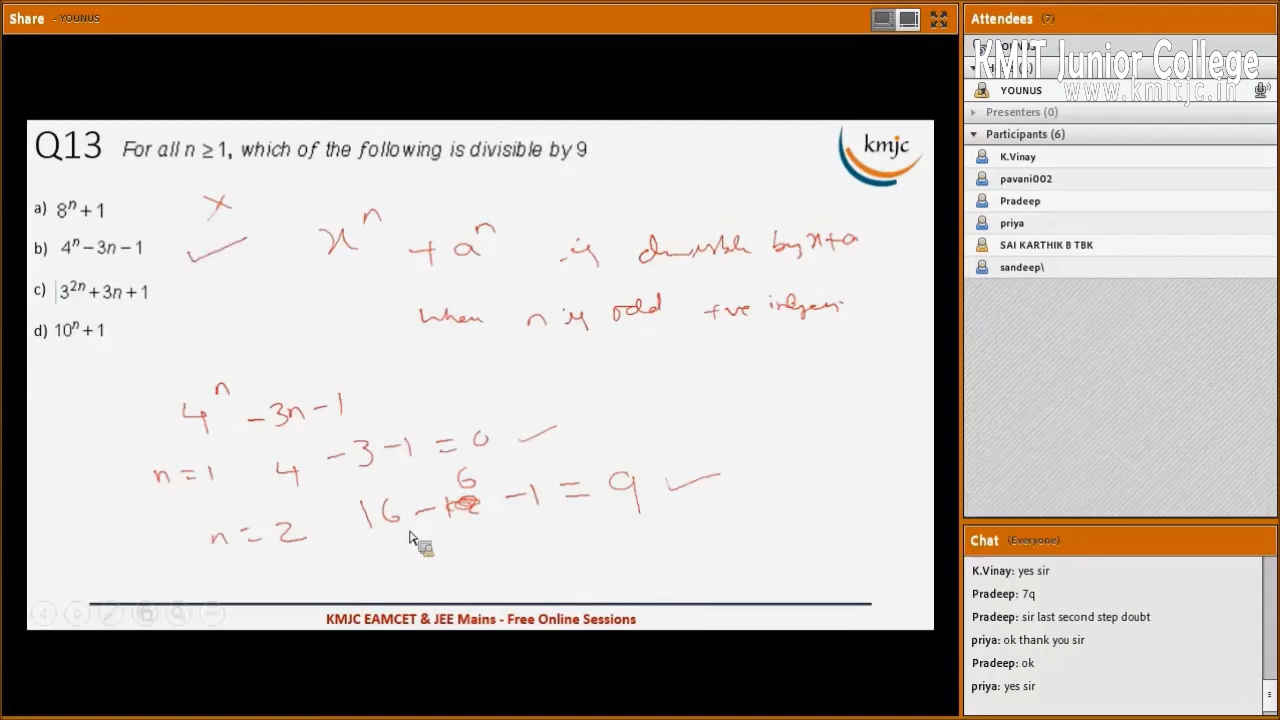 Share - YOUNUS
Attendees (7)
KMIT Junior College
www.kmitjc.in
YOUNUS
Presenters (0)
Participants (6)
K.Vinay
pavani002
Pradeep
priya
SAI KARTHIK B TBK
sandeep\
Q13 For all n ≥ 1, which of the following is divisible by 9
kmjc
a) 8ⁿ + 1
b) 4ⁿ – 3n – 1
c) 3²ⁿ + 3n + 1
d) 10ⁿ + 1
xⁿ + aⁿ is divisible by x+a
when n is odd +ve integer
4ⁿ – 3n – 1
n = 1 4 – 3 – 1 = 0
n = 2 16 – 6 – 1 = 9
KMJC EAMCET & JEE Mains - Free Online Sessions
Chat (Everyone)
K.Vinay: yes sir
Pradeep: 7q
Pradeep: sir last second step doubt
priya: ok thank you sir
Pradeep: ok
priya: yes sir